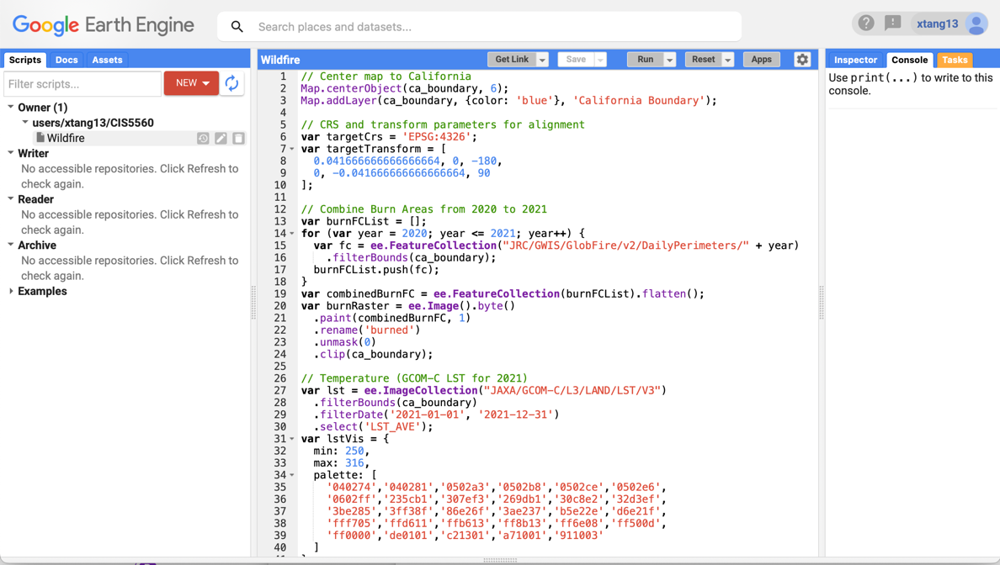 Google Earth Engine
Search places and datasets...
xtang13
Scripts Docs Assets
Filter scripts... NEW
Owner (1)
users/xtang13/CIS5560
Wildfire
Writer
No accessible repositories. Click Refresh to
check again.
Reader
No accessible repositories. Click Refresh to
check again.
Archive
No accessible repositories. Click Refresh to
check again.
Examples
Wildfire Get Link Save Run Reset Apps
1 // Center map to California
2 Map.centerObject(ca_boundary, 6);
3 Map.addLayer(ca_boundary, {color: 'blue'}, 'California Boundary');
4
5 // CRS and transform parameters for alignment
6 var targetCrs = 'EPSG:4326';
7 var targetTransform = [
8   0.041666666666666664, 0, -180,
9   0, -0.041666666666666664, 90
10 ];
11
12 // Combine Burn Areas from 2020 to 2021
13 var burnFCList = [];
14 for (var year = 2020; year <= 2021; year++) {
15   var fc = ee.FeatureCollection("JRC/GWIS/GlobFire/v2/DailyPerimeters/" + year)
16     .filterBounds(ca_boundary);
17   burnFCList.push(fc);
18 }
19 var combinedBurnFC = ee.FeatureCollection(burnFCList).flatten();
20 var burnRaster = ee.Image().byte()
21   .paint(combinedBurnFC, 1)
22   .rename('burned')
23   .unmask(0)
24   .clip(ca_boundary);
25
26 // Temperature (GCOM-C LST for 2021)
27 var lst = ee.ImageCollection("JAXA/GCOM-C/L3/LAND/LST/V3")
28   .filterBounds(ca_boundary)
29   .filterDate('2021-01-01', '2021-12-31')
30   .select('LST_AVE');
31 var lstVis = {
32   min: 250,
33   max: 316,
34   palette: [
35     '040274','040281','0502a3','0502b8','0502ce','0502e6',
36     '0602ff','235cb1','307ef3','269db1','30c8e2','32d3ef',
37     '3be285','3ff38f','86e26f','3ae237','b5e22e','d6e21f',
38     'fff705','ffd611','ffb613','ff8b13','ff6e08','ff500d',
39     'ff0000','de0101','c21301','a71001','911003'
40   ]
Inspector Console Tasks
Use print(...) to write to this
console.